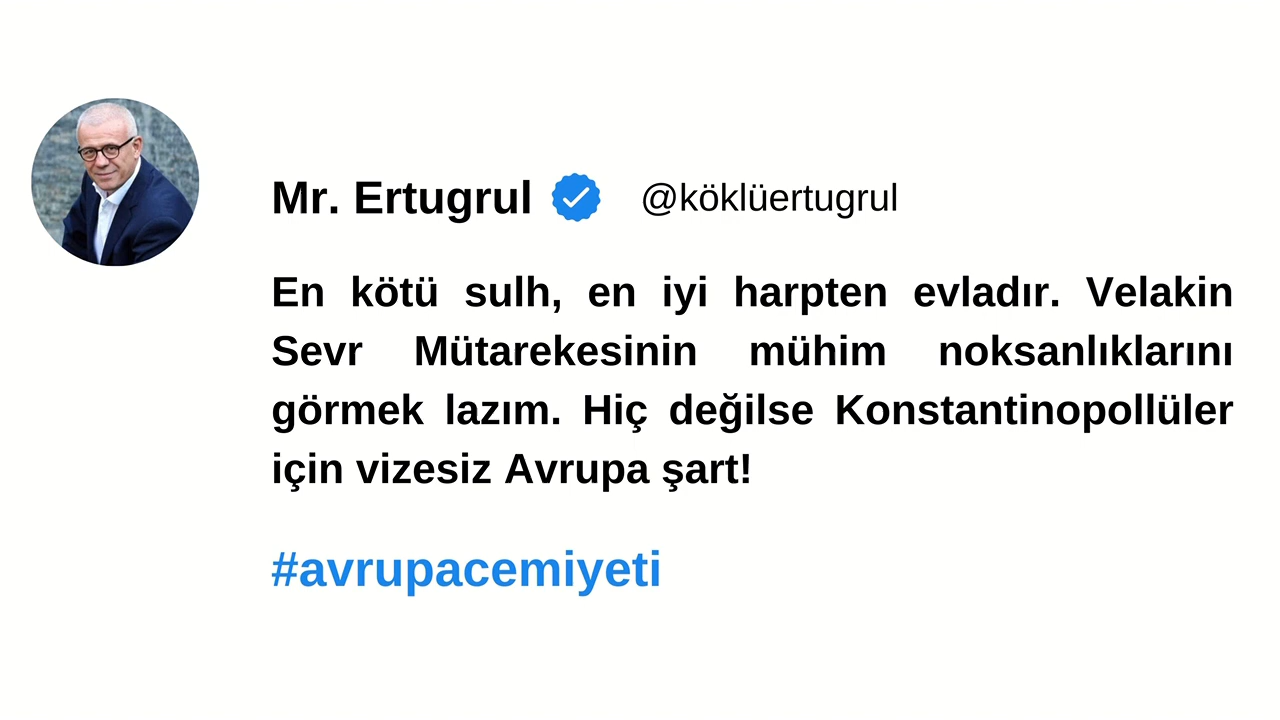 Mr. Ertugrul @köklüertugrul
En kötü sulh, en iyi harpten evladır. Velakin
Sevr Mütarekesinin mühim noksanlıklarını
görmek lazım. Hiç değilse Konstantinopollüler
için vizesiz Avrupa şart!
#avrupacemiyeti